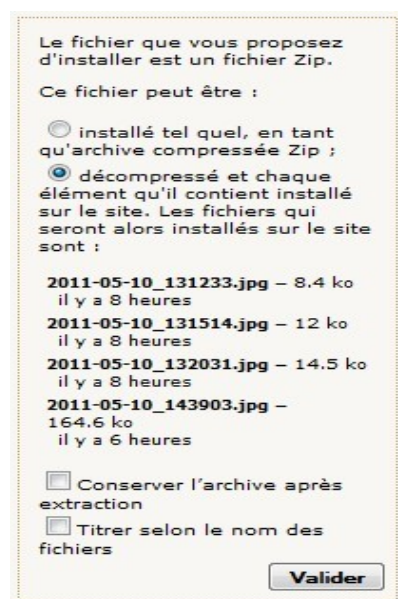 Le fichier que vous proposez
d'installer est un fichier Zip.
Ce fichier peut être :
installé tel quel, en tant
qu'archive compressée Zip ;
décompressé et chaque
élément qu'il contient installé
sur le site. Les fichiers qui
seront alors installés sur le site
sont :
2011-05-10_131233.jpg – 8.4 ko
il y a 8 heures
2011-05-10_131514.jpg – 12 ko
il y a 8 heures
2011-05-10_132031.jpg – 14.5 ko
il y a 8 heures
2011-05-10_143903.jpg –
164.6 ko
il y a 6 heures
Conserver l'archive après
extraction
Titrer selon le nom des
fichiers
Valider